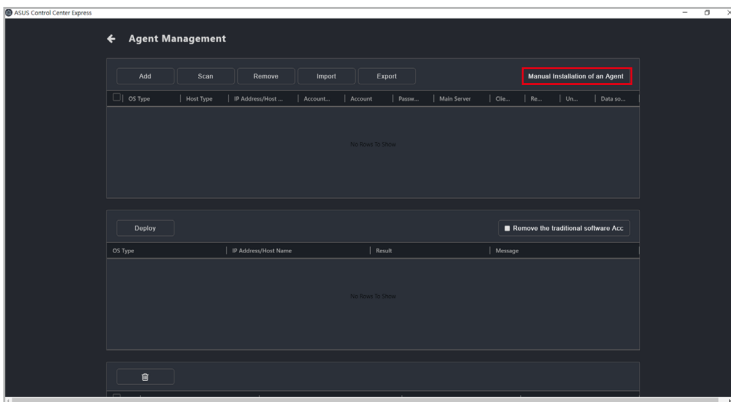 ASUS Control Center Express
Agent Management
Add Scan Remove Import Export Manual Installation of an Agent
OS Type Host Type IP Address/Host ... Account... Account Passw... Main Server Clie... Re... Un... Data so...
No Rows To Show
Deploy Remove the traditional software Acc
OS Type IP Address/Host Name Result Message
No Rows To Show